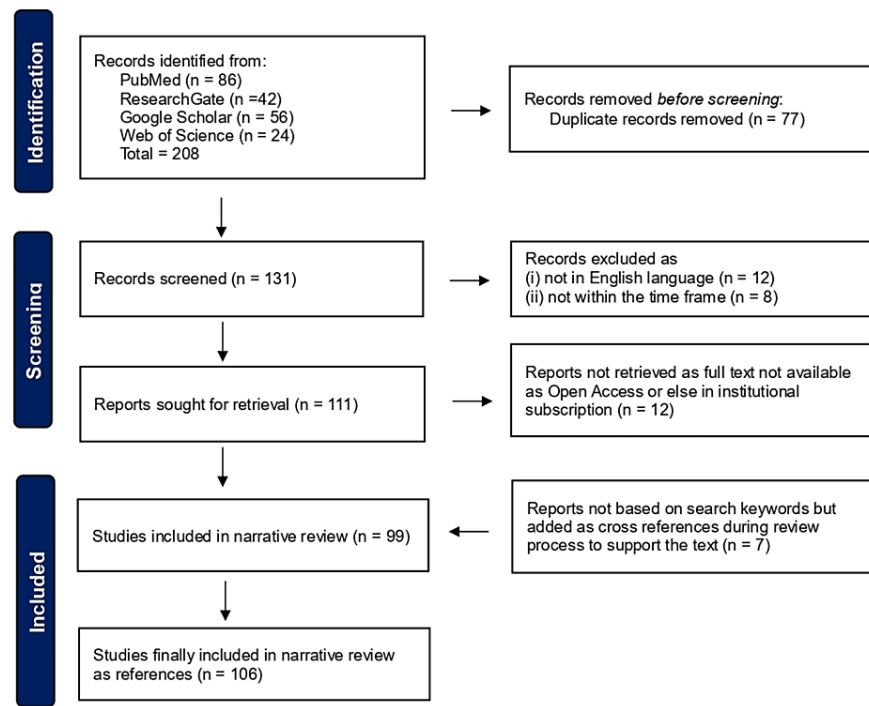 Identification
Records identified from:
PubMed (n = 86)
ResearchGate (n =42)
Google Scholar (n = 56)
Web of Science (n = 24)
Total = 208
Records removed before screening:
Duplicate records removed (n = 77)
Screening
Records screened (n = 131)
Records excluded as
(i) not in English language (n = 12)
(ii) not within the time frame (n = 8)
Reports sought for retrieval (n = 111)
Reports not retrieved as full text not available
as Open Access or else in institutional
subscription (n = 12)
Included
Studies included in narrative review (n = 99)
Reports not based on search keywords but
added as cross references during review
process to support the text (n = 7)
Studies finally included in narrative review
as references (n = 106)